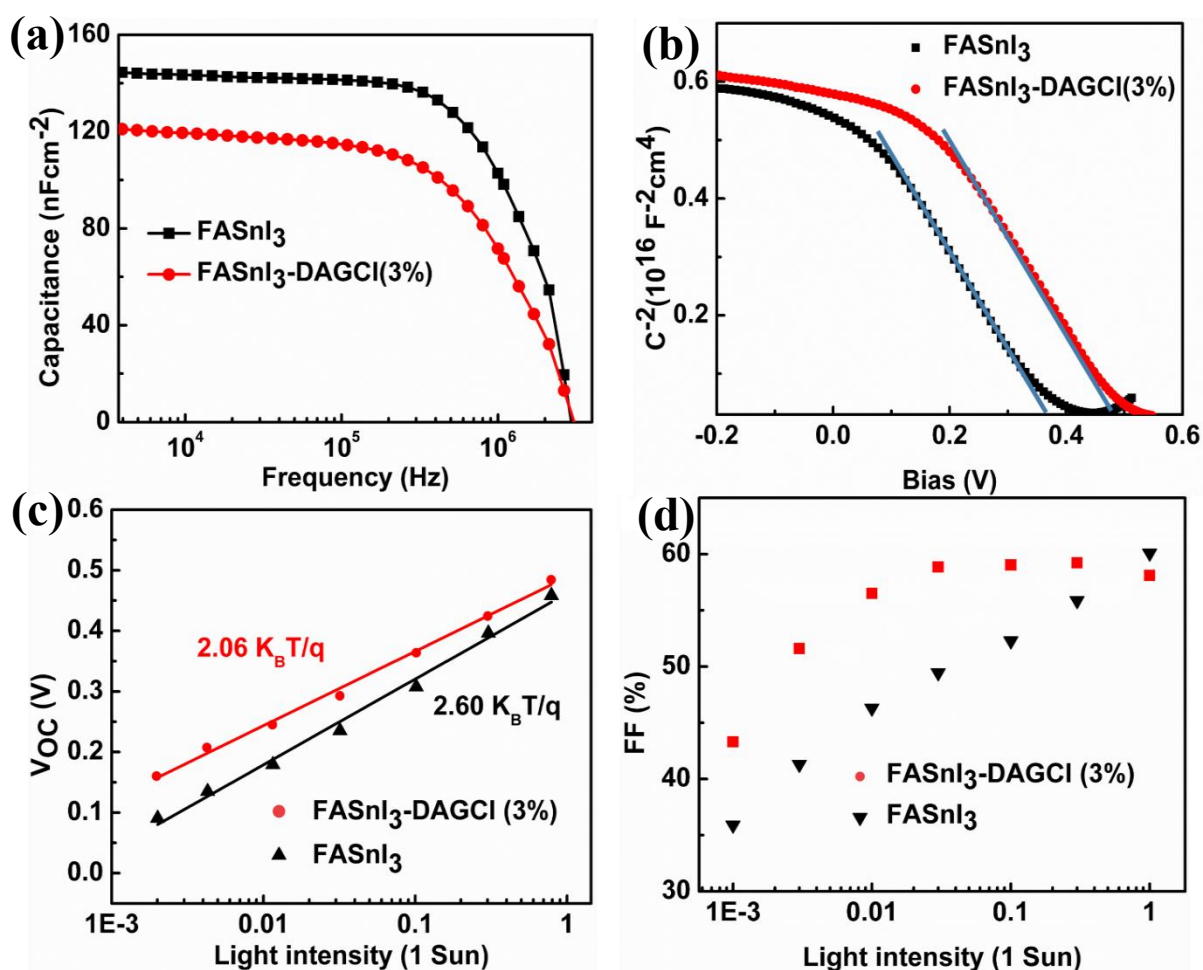 (a)
160
120
80
40
0
Capacitance (nFcm-2)
FASnI3
FASnI3-DAGCl(3%)
10^4
10^5
10^6
Frequency (Hz)
(b)
0.6
0.4
0.2
C-2(10^16 F-2cm4)
FASnI3
FASnI3-DAGCl(3%)
-0.2
0.0
0.2
0.4
0.6
Bias (V)
(c)
0.6
0.5
0.4
0.3
0.2
0.1
0.0
VOC (V)
2.06 KBT/q
2.60 KBT/q
FASnI3-DAGCl (3%)
FASnI3
1E-3
0.01
0.1
1
Light intensity (1 Sun)
(d)
60
50
40
30
FF (%)
FASnI3-DAGCl (3%)
FASnI3
1E-3
0.01
0.1
1
Light intensity (1 Sun)